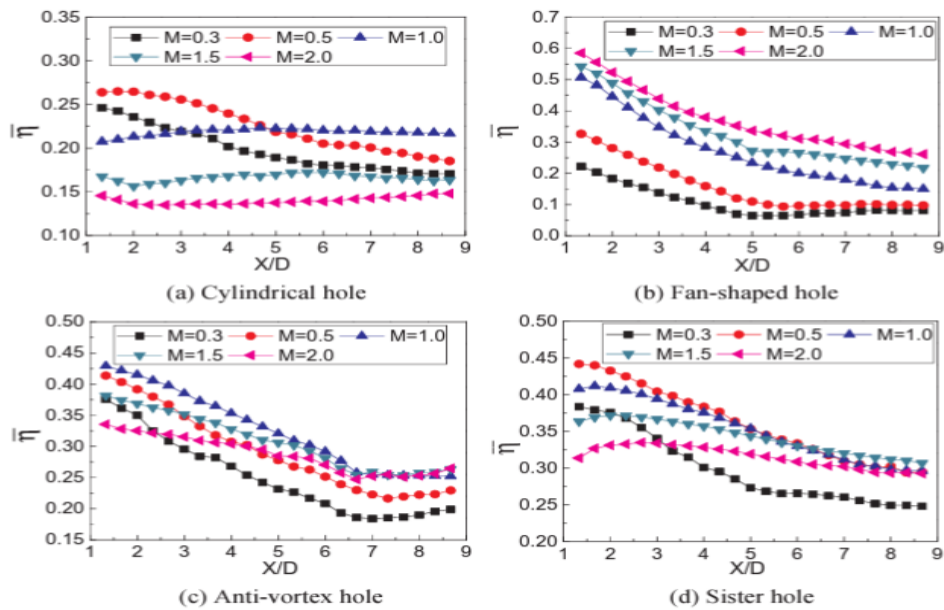 0.35
0.30
0.25
0.20
0.15
0.10
η̅
M=0.3 M=0.5 M=1.0
M=1.5 M=2.0
1 2 3 4 5 6 7 8 9
X/D
(a) Cylindrical hole
0.7
0.6
0.5
0.4
0.3
0.2
0.1
0.0
η̅
M=0.3 M=0.5 M=1.0
M=1.5 M=2.0
1 2 3 4 5 6 7 8 9
X/D
(b) Fan-shaped hole
0.50
0.45
0.40
0.35
0.30
0.25
0.20
0.15
η̅
M=0.3 M=0.5 M=1.0
M=1.5 M=2.0
1 2 3 4 5 6 7 8 9
X/D
(c) Anti-vortex hole
0.50
0.45
0.40
0.35
0.30
0.25
0.20
η̅
M=0.3 M=0.5 M=1.0
M=1.5 M=2.0
1 2 3 4 5 6 7 8 9
X/D
(d) Sister hole